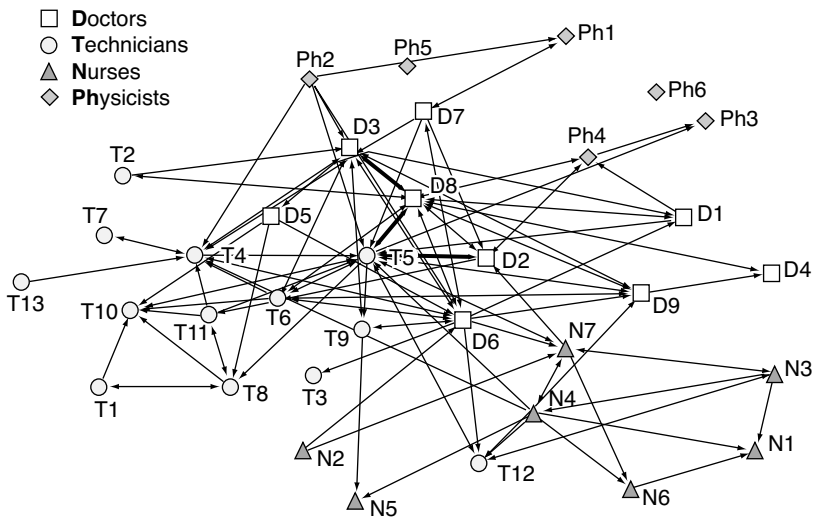 Doctors
Technicians
Nurses
Physicists
Ph1
Ph5
Ph2
Ph6
Ph3
D7
D3
Ph4
T2
D8
D5
D1
T7
T4
T5
D2
D4
T13
D9
T10
T6
T11
T9
D6
N7
T3
N3
T1
T8
N4
N2
N1
T12
N5
N6